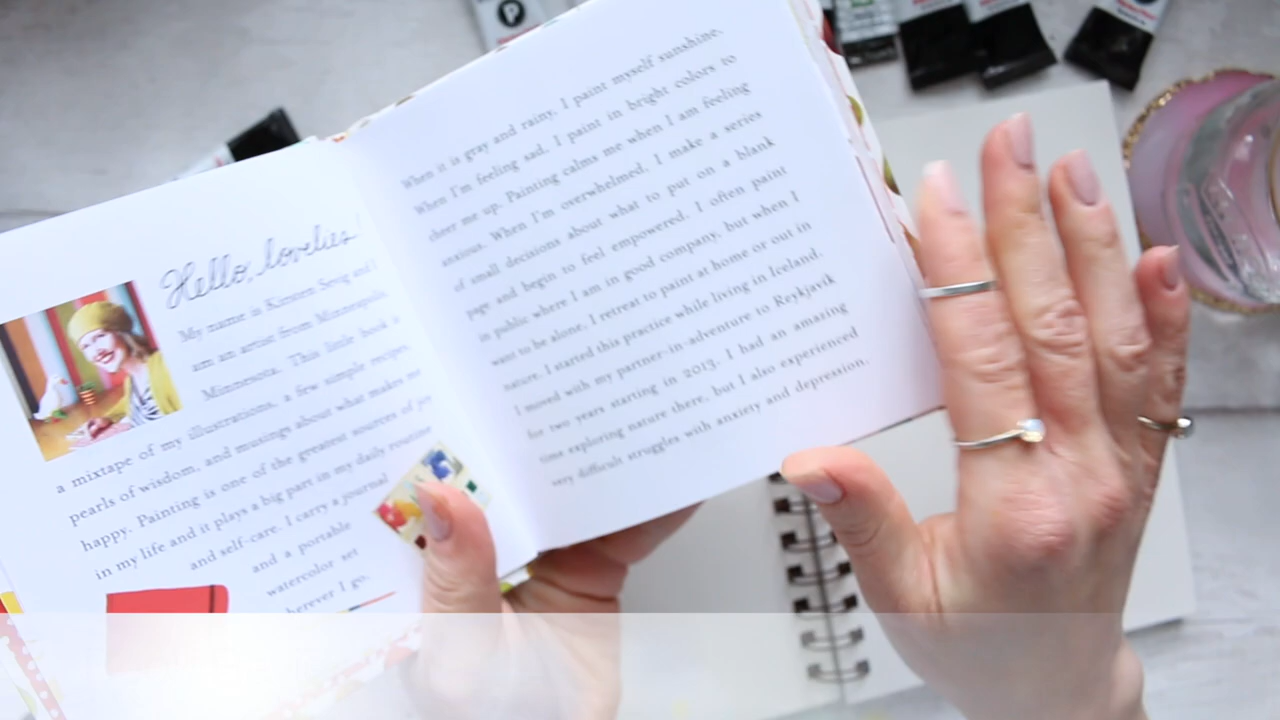 Hello, lovelies!
My name is Kirsten Sevig and I
am an artist from Minneapolis,
Minnesota. This little book is
a mixtape of my illustrations, a few simple recipes,
pearls of wisdom, and musings about what makes me
happy. Painting is one of the greatest sources of joy
in my life and it plays a big part in my daily routine
and self-care. I carry a journal
and a portable
watercolor set
wherever I go.
When it is gray and rainy, I paint myself sunshine.
When I'm feeling sad, I paint in bright colors to
cheer me up. Painting calms me when I am feeling
anxious. When I'm overwhelmed, I make a series
of small decisions about what to put on a blank
page and begin to feel empowered. I often paint
in public where I am in good company, but when I
want to be alone, I retreat to paint at home or out in
nature. I started this practice while living in Iceland.
I moved with my partner-in-adventure to Reykjavik
for two years starting in 2013. I had an amazing
time exploring nature there, but I also experienced
very difficult struggles with anxiety and depression.